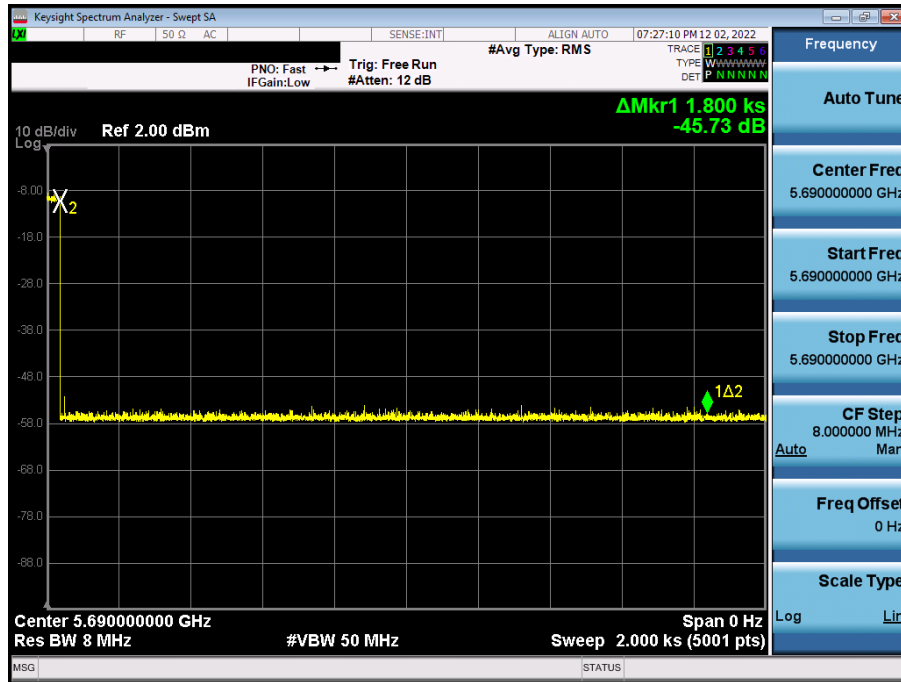 Keysight Spectrum Analyzer - Swept SA
LXI
RF
50 Ω
AC
SENSE:INT
ALIGN AUTO
07:27:10 PM 12 02, 2022
PNO: Fast
IFGain:Low
Trig: Free Run
#Atten: 12 dB
#Avg Type: RMS
TRACE 1 2 3 4 5 6
TYPE WWWWWW
DET P N N N N N
ΔMkr1 1.800 ks
-45.73 dB
10 dB/div
Log
Ref 2.00 dBm
-8.00
-18.0
-28.0
-38.0
-48.0
-58.0
-68.0
-78.0
-88.0
X2
1Δ2
Center 5.690000000 GHz
Span 0 Hz
Res BW 8 MHz
#VBW 50 MHz
Sweep 2.000 ks (5001 pts)
MSG
STATUS
Frequency
Auto Tune
Center Freq
5.690000000 GHz
Start Freq
5.690000000 GHz
Stop Freq
5.690000000 GHz
CF Step
8.000000 MHz
Auto
Man
Freq Offset
0 Hz
Scale Type
Log
Lin